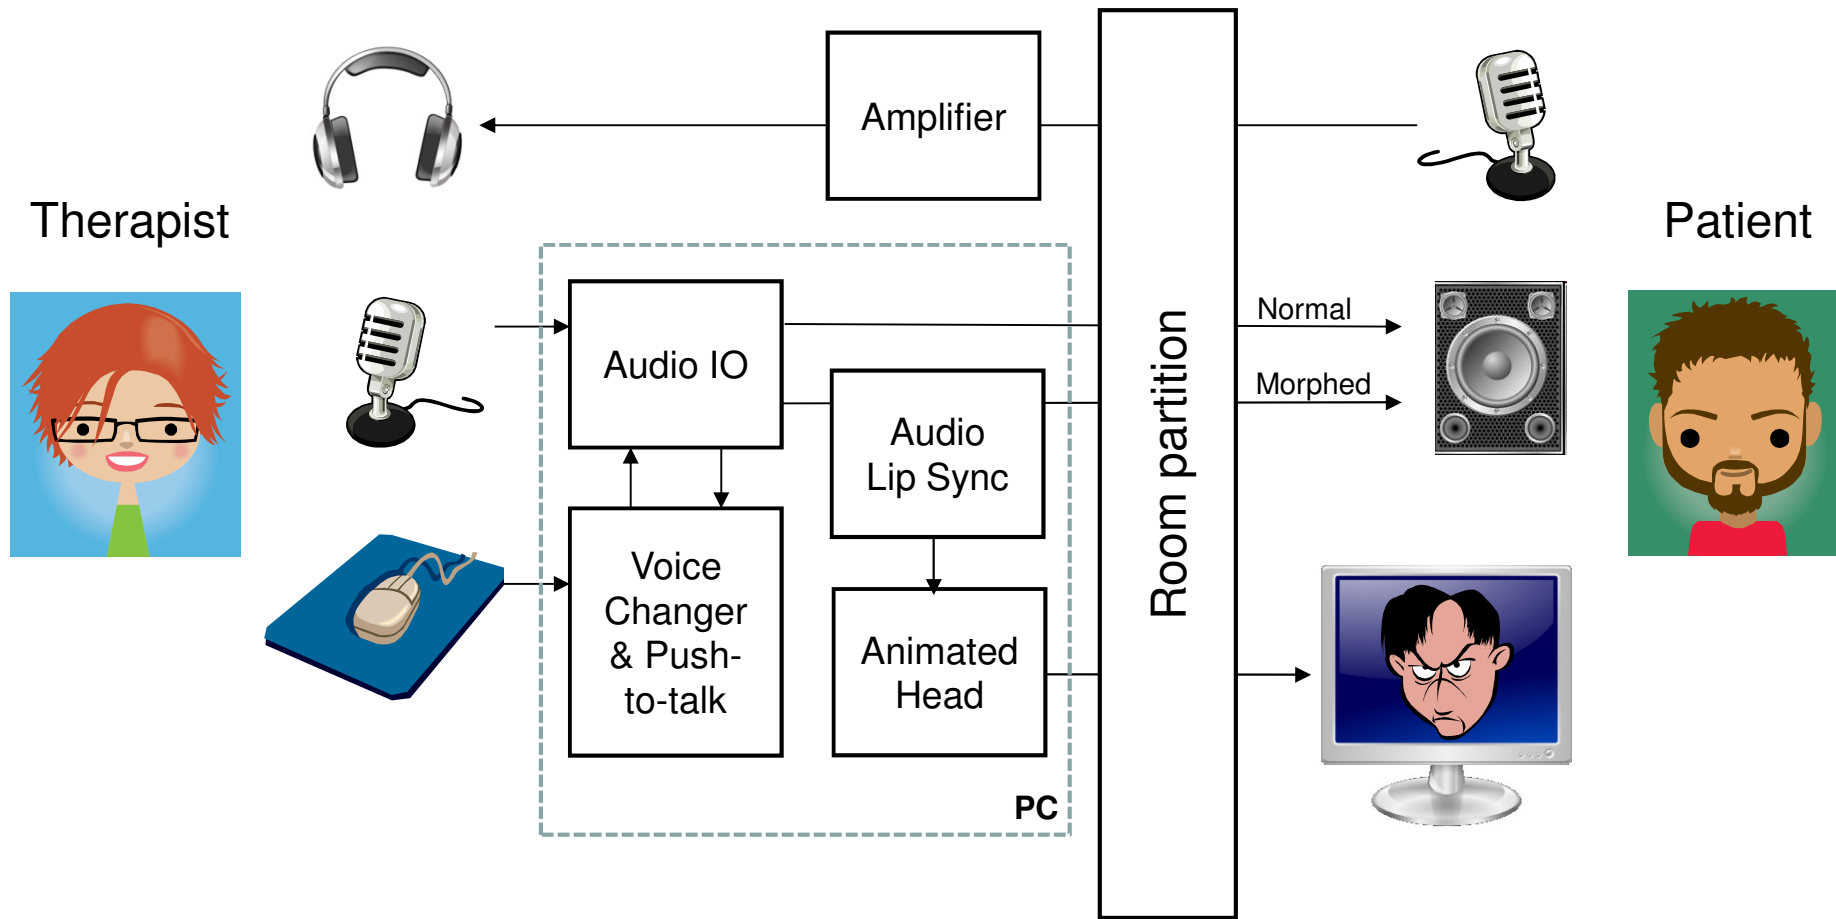 Amplifier
Therapist
Patient
Audio IO
Normal
Morphed
Audio
Lip Sync
Room partition
Voice
Changer
& Push-
to-talk
Animated
Head
PC